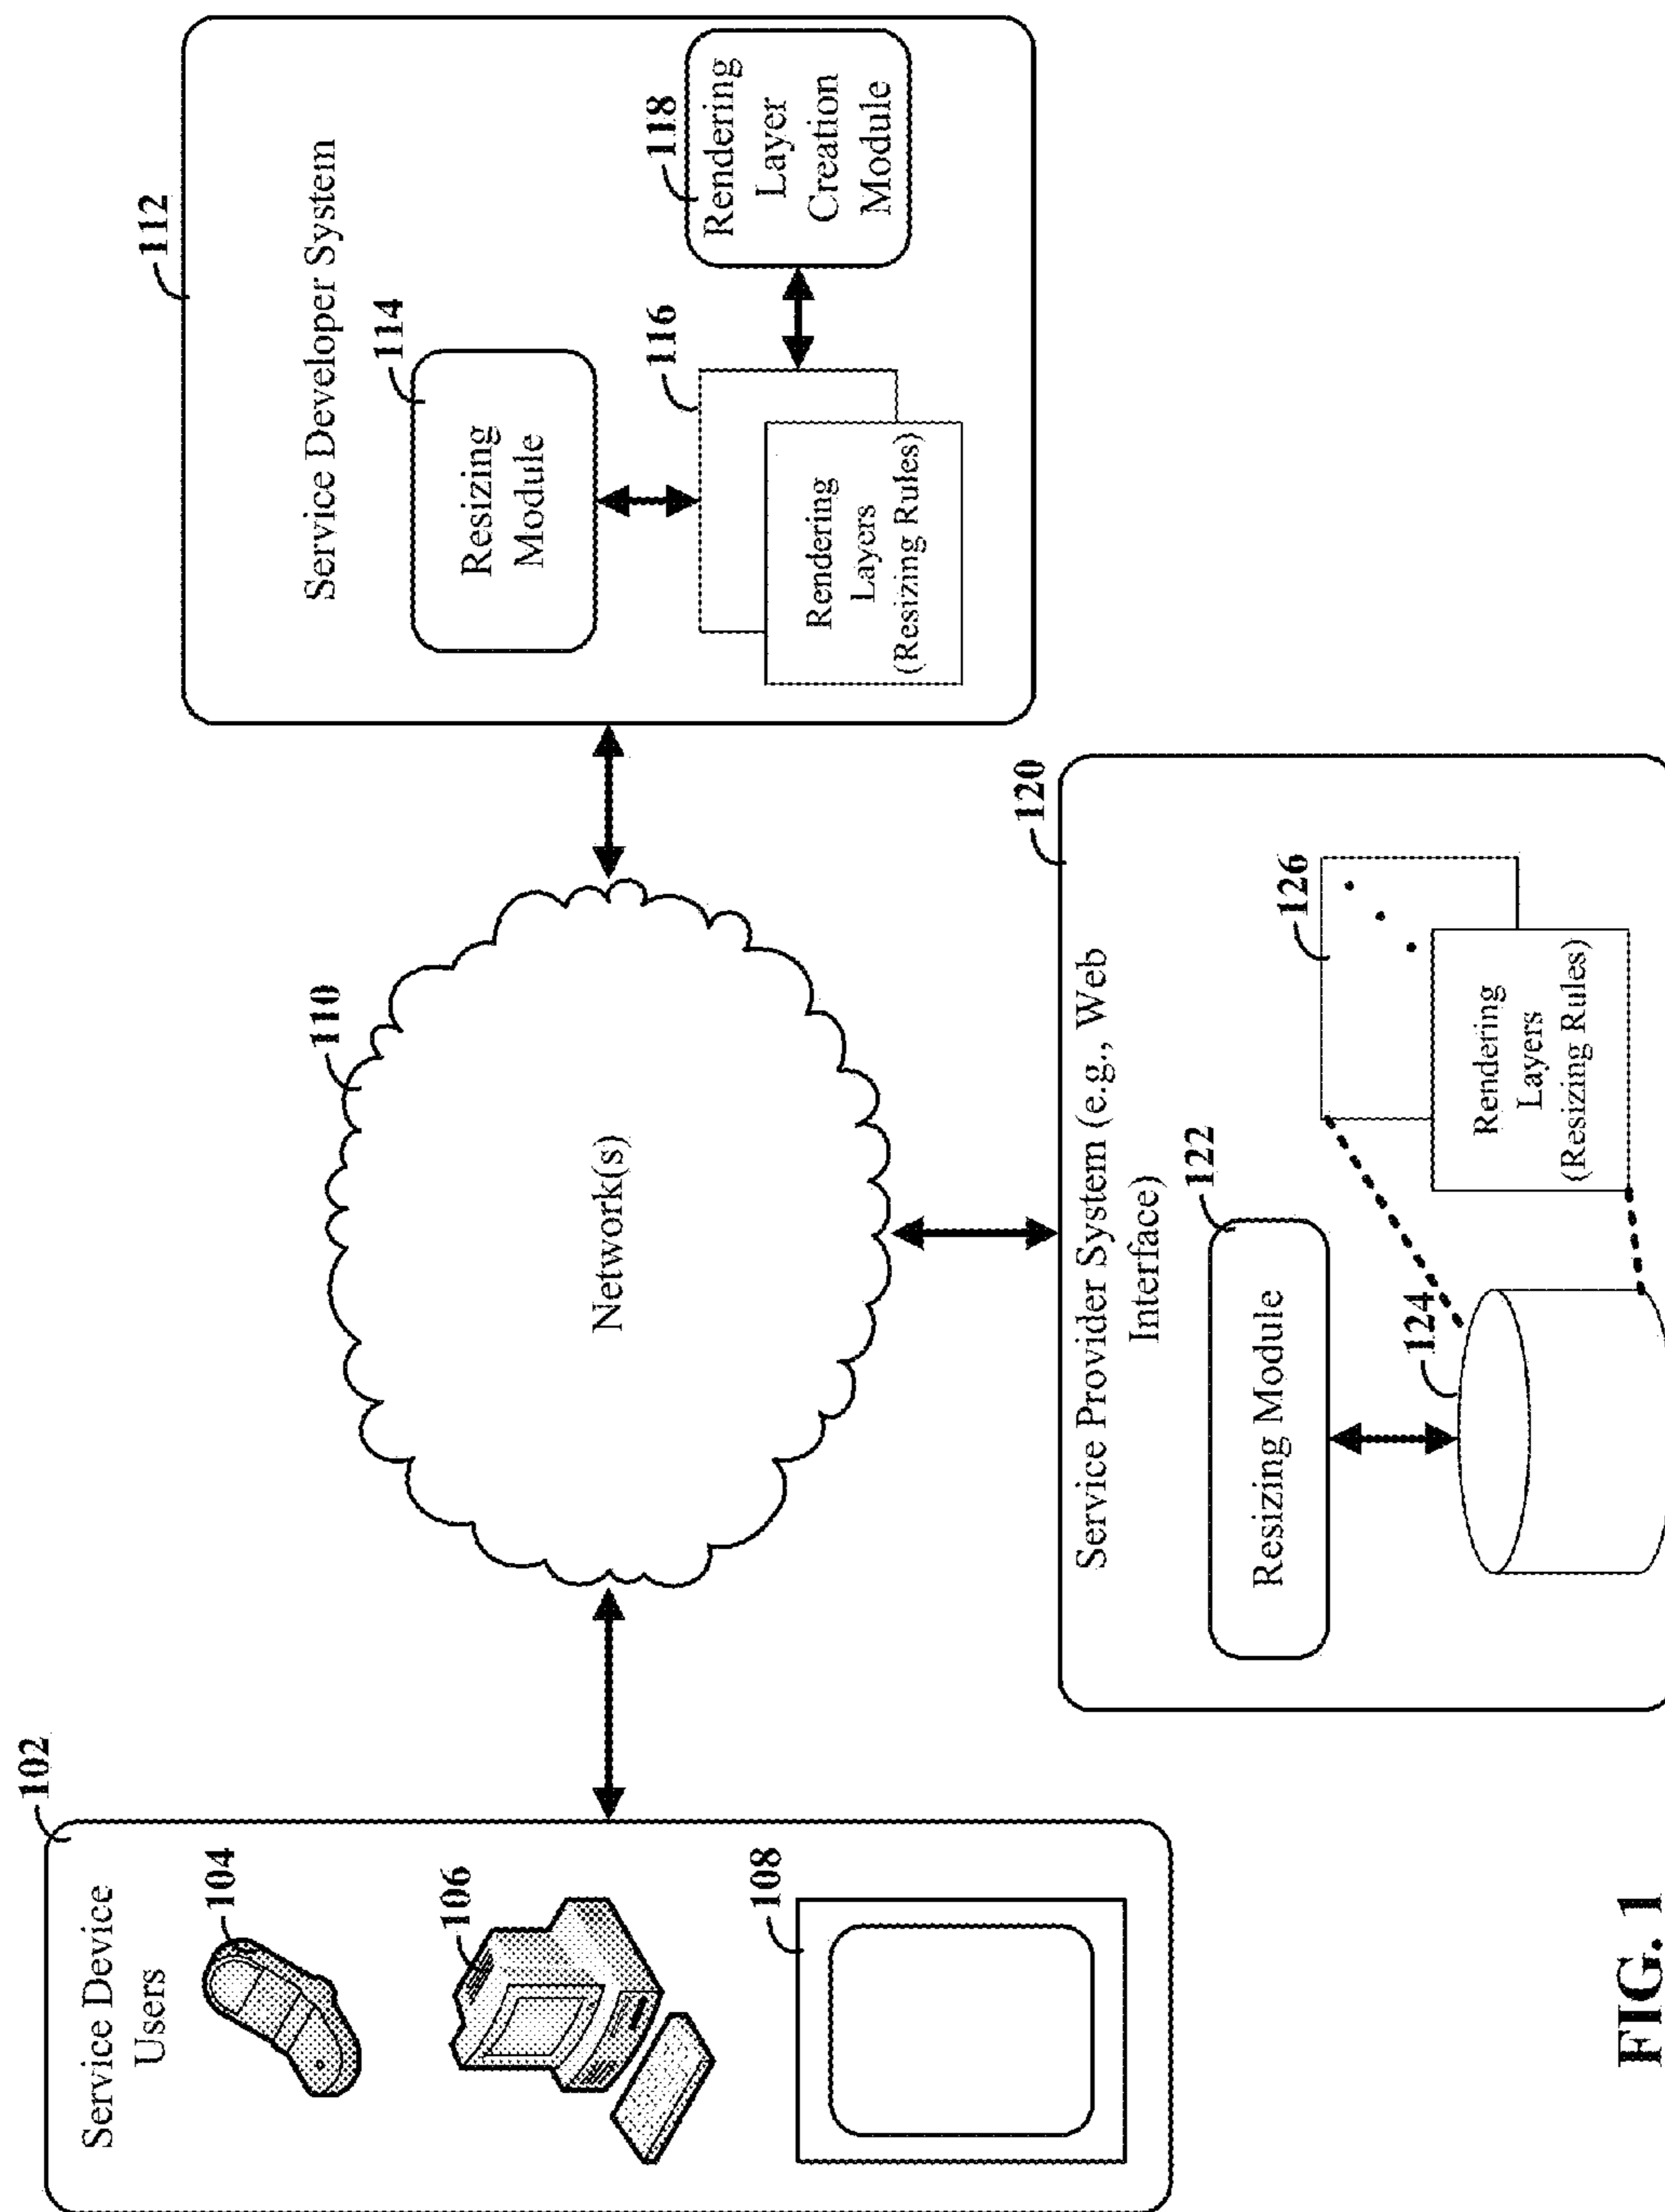 102
Service Device
Users
104
106
108
110
Network(s)
112
Service Developer System
114
Resizing
Module
116
Rendering
Layers
(Resizing Rules)
118
Rendering
Layer
Creation
Module
120
Service Provider System (e.g., Web
Interface)
122
Resizing Module
124
126
Rendering
Layers
(Resizing Rules)
FIG. 1